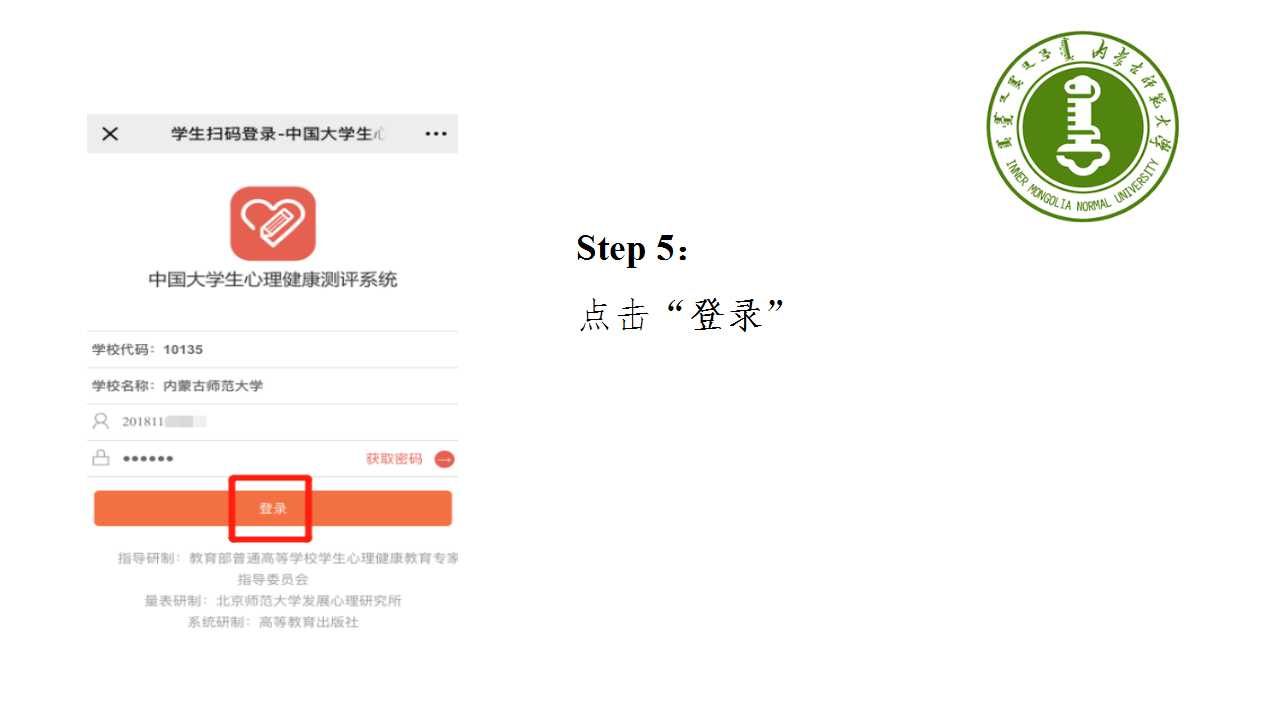 学生扫码登录-中国大学生心
中国大学生心理健康测评系统
学校代码：10135
学校名称：内蒙古师范大学
201811
••••••
获取密码
登录
指导研制：教育部普通高等学校学生心理健康教育专家
指导委员会
量表研制：北京师范大学发展心理研究所
系统研制：高等教育出版社
内蒙古师范大学
INNER MONGOLIA NORMAL UNIVERSITY
Step 5：
点击“登录”